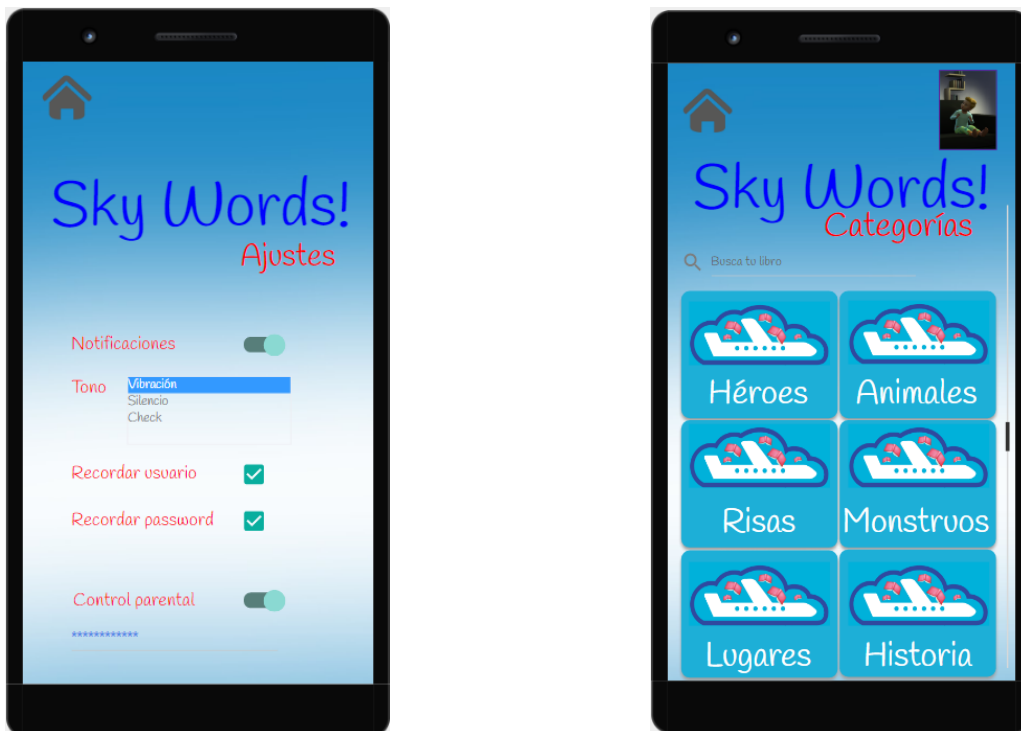 Sky Words!
Ajustes
Notificaciones
Tono
Vibración
Silencio
Check
Recordar usuario
Recordar password
Control parental
************
Sky Words!
Categorías
Busca tu libro
Héroes
Animales
Risas
Monstruos
Lugares
Historia